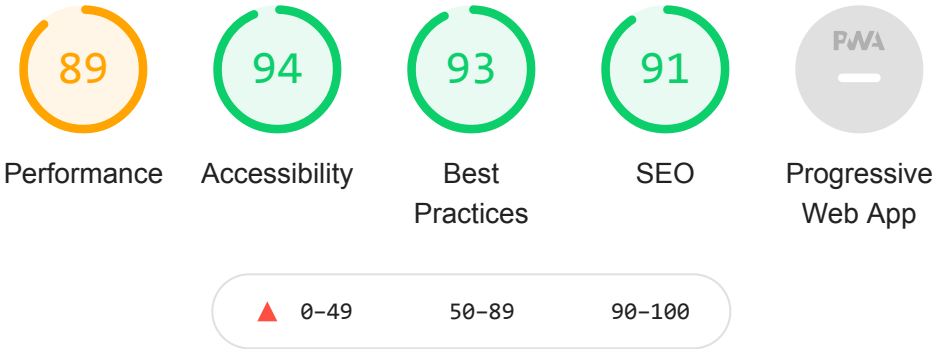 89 94 93 91 PWA
Performance Accessibility Best Practices SEO Progressive Web App
0–49 50–89 90–100